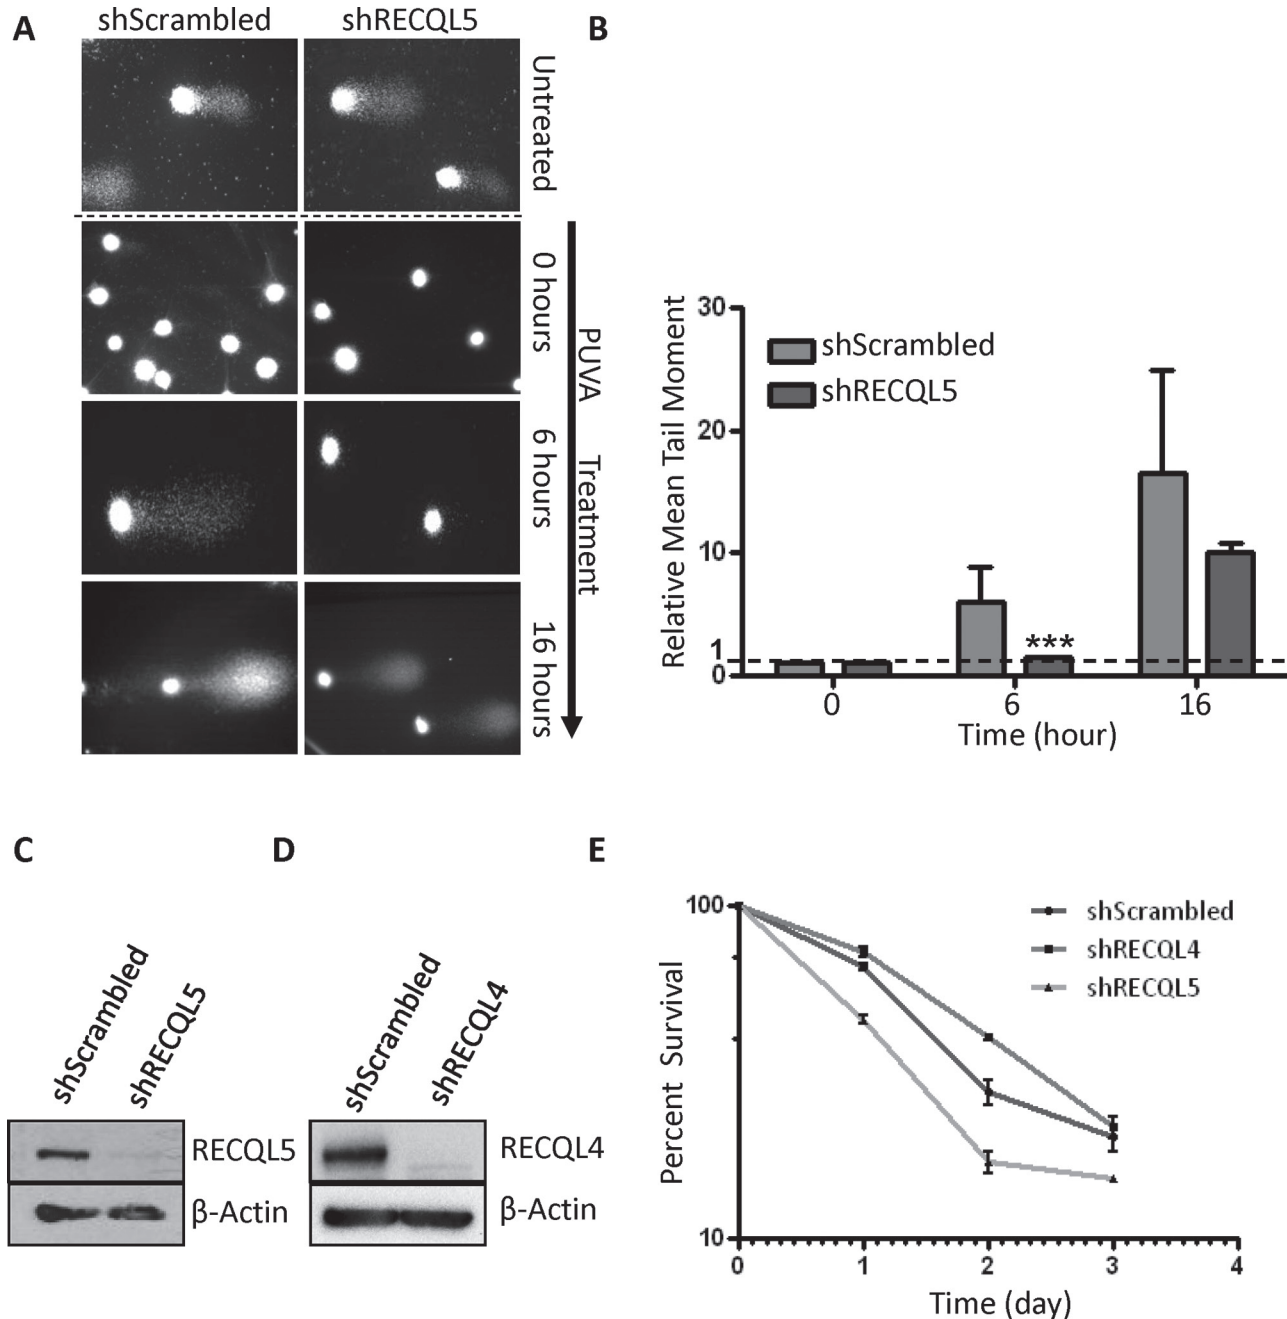 A
shScrambled
shRECQL5
Untreated
0 hours
6 hours
16 hours
PUVA Treatment
B
30
20
10
1
0
Relative Mean Tail Moment
shScrambled
shRECQL5
***
0
6
16
Time (hour)
C
shScrambled
shRECQL5
RECQL5
β-Actin
D
shScrambled
shRECQL4
RECQL4
β-Actin
E
100
10
Percent Survival
shScrambled
shRECQL4
shRECQL5
0
1
2
3
4
Time (day)